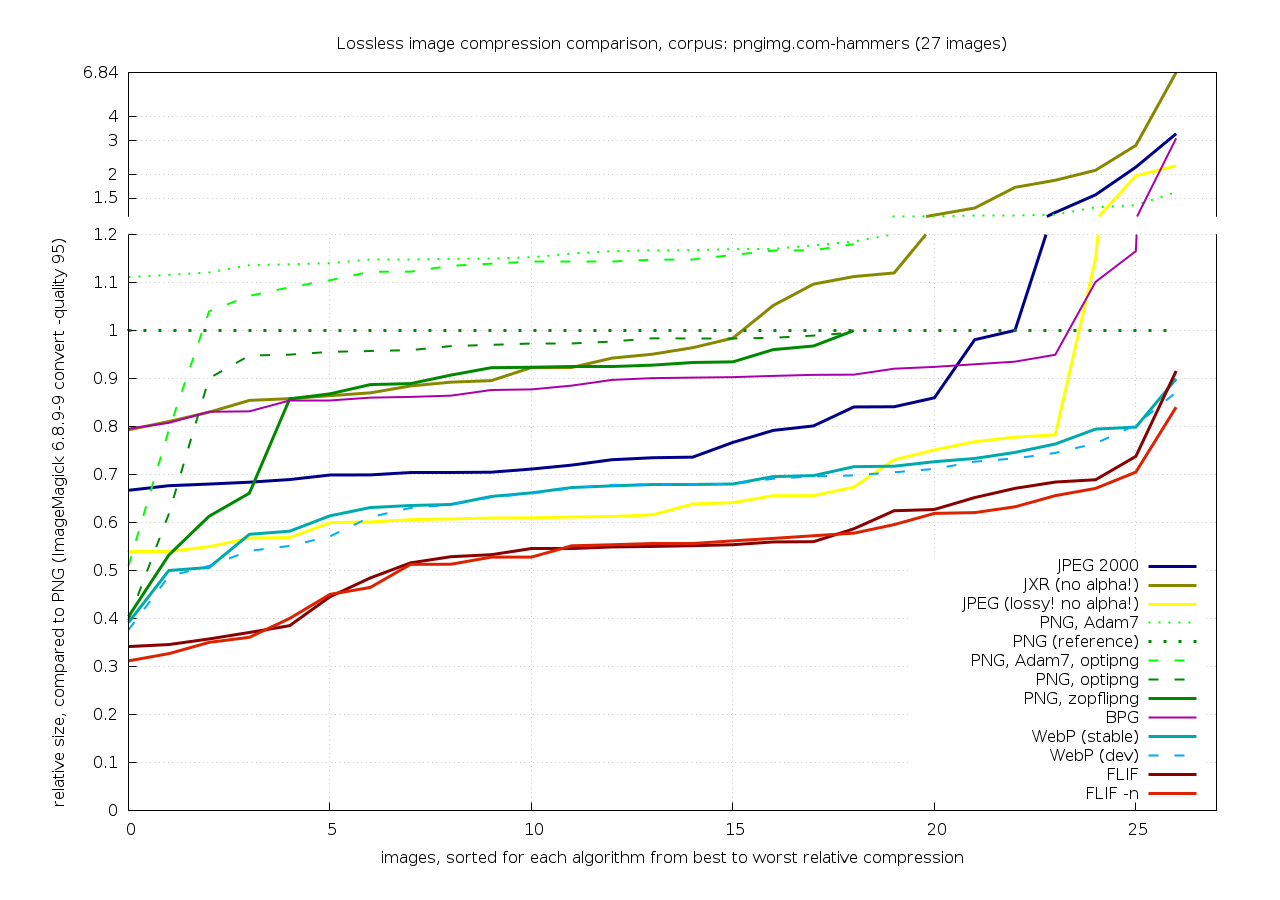 Lossless image compression comparison, corpus: pngimg.com-hammers (27 images)
6.84
4
3
2
1.5
1.2
1.1
1
0.9
0.8
0.7
0.6
0.5
0.4
0.3
0.2
0.1
0
relative size, compared to PNG (ImageMagick 6.8.9-9 convert -quality 95)
JPEG 2000
JXR (no alpha!)
JPEG (lossy! no alpha!)
PNG, Adam7
PNG (reference)
PNG, Adam7, optipng
PNG, optipng
PNG, zopflipng
BPG
WebP (stable)
WebP (dev)
FLIF
FLIF -n
0 5 10 15 20 25
images, sorted for each algorithm from best to worst relative compression